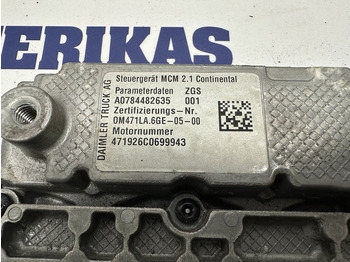 VERIKAS
DAIMLER TRUCK AG
Steuergerät MCM 2.1 Continental
Parameterdaten ZGS
A0784482635 001
Zertifizierungs-Nr.
OM471LA.6GE-05-00
Motornummer
471926C0699943